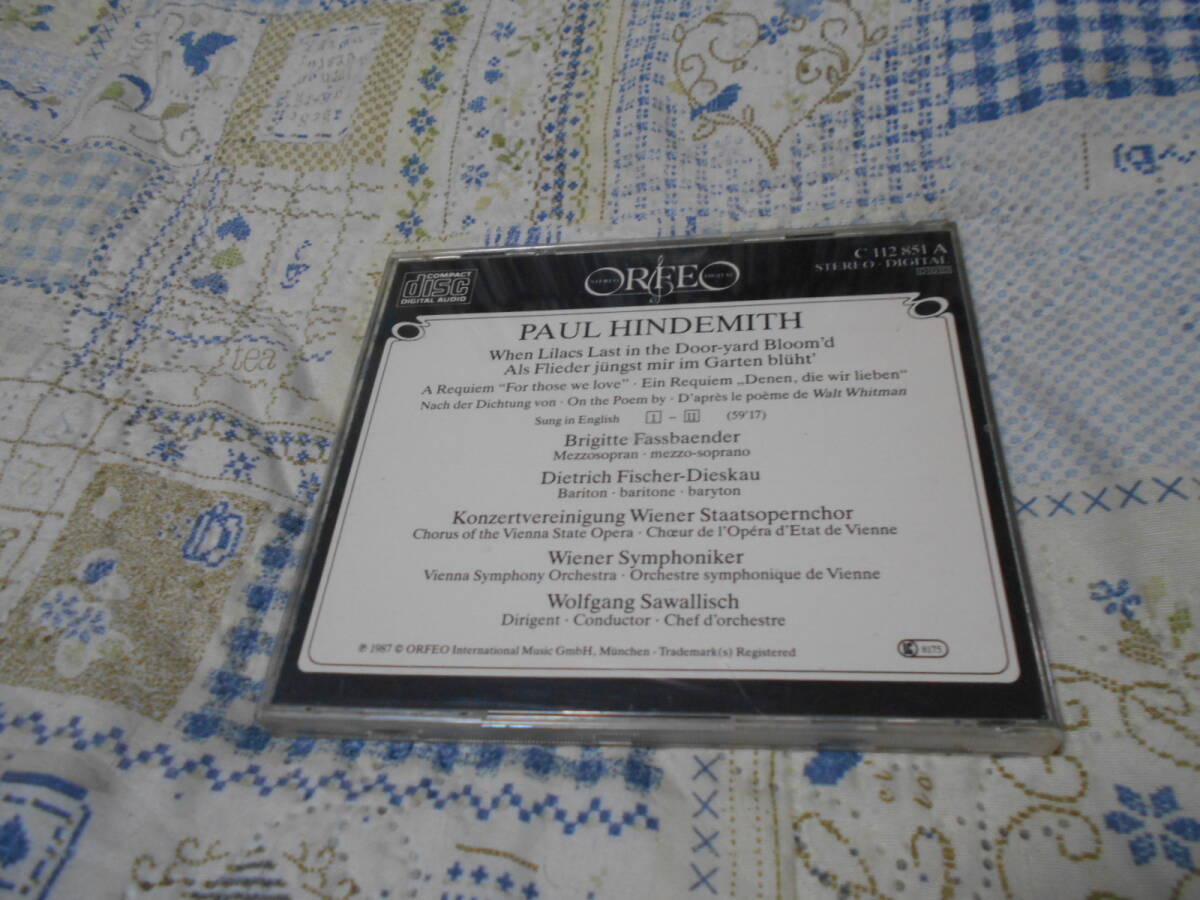 COMPACT
disc
DIGITAL AUDIO
STEREO ORFEO DIGITAL
C 112 851 A
STEREO · DIGITAL
DDD
PAUL HINDEMITH
When Lilacs Last in the Door-yard Bloom'd
Als Flieder jüngst mir im Garten blüht'
A Requiem "For those we love" · Ein Requiem „Denen, die wir lieben"
Nach der Dichtung von · On the Poem by · D'après le poème de Walt Whitman
Sung in English 1 – 11 (59'17)
Brigitte Fassbaender
Mezzosopran · mezzo-soprano
Dietrich Fischer-Dieskau
Bariton · baritone · baryton
Konzertvereinigung Wiener Staatsopernchor
Chorus of the Vienna State Opera · Chœur de l'Opéra d'Etat de Vienne
Wiener Symphoniker
Vienna Symphony Orchestra · Orchestre symphonique de Vienne
Wolfgang Sawallisch
Dirigent · Conductor · Chef d'orchestre
℗ 1987 © ORFEO International Music GmbH, München · Trademark(s) Registered
8175
tea